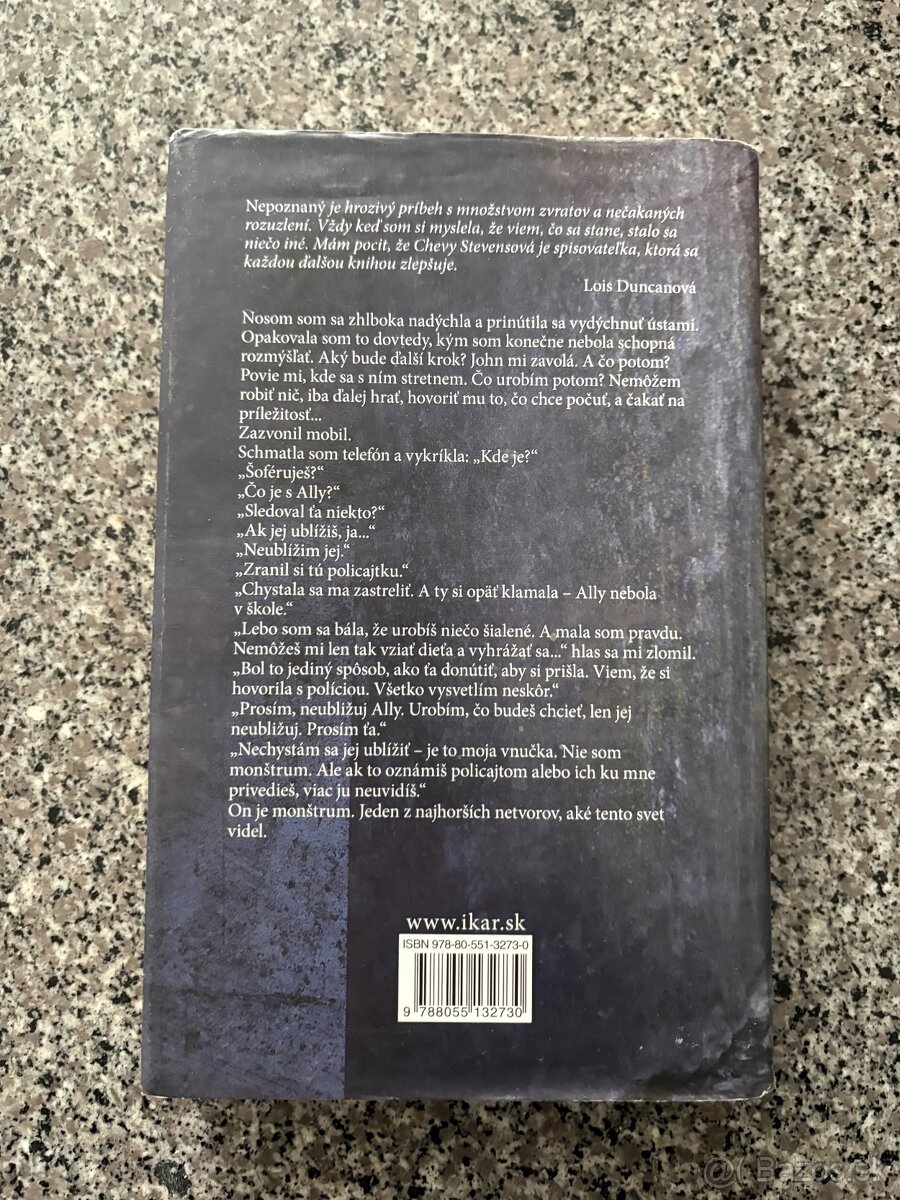 Nepoznaný je hrozivý príbeh s množstvom zvratov a nečakaných
rozuzlení. Vždy keď som si myslela, že viem, čo sa stane, stalo sa
niečo iné. Mám pocit, že Chevy Stevensová je spisovateľka, ktorá sa
každou ďalšou knihou zlepšuje.
Lois Duncanová
Nosom som sa zhlboka nadýchla a prinútila sa vydýchnuť ústami.
Opakovala som to dovtedy, kým som konečne nebola schopná
rozmýšľať. Aký bude ďalší krok? John mi zavolá. A čo potom?
Povie mi, kde sa s ním stretnem. Čo urobím potom? Nemôžem
robiť nič, iba ďalej hrať, hovoriť mu to, čo chce počuť, a čakať na
príležitosť...
Zazvonil mobil.
Schmatla som telefón a vykríkla: „Kde je?“
„Šoféruješ?“
„Čo je s Ally?“
„Sledoval ťa niekto?“
„Ak jej ublížiš, ja...“
„Neublížim jej.“
„Zranil si tú policajtku.“
„Chystala sa ma zastreliť. A ty si opäť klamala – Ally nebola
v škole.“
„Lebo som sa bála, že urobíš niečo šialené. A mala som pravdu.
Nemôžeš mi len tak vziať dieťa a vyhrážať sa...“ hlas sa mi zlomil.
„Bol to jediný spôsob, ako ťa donútiť, aby si prišla. Viem, že si
hovorila s políciou. Všetko vysvetlím neskôr.“
„Prosím, neubližuj Ally. Urobím, čo budeš chcieť, len jej
neubližuj. Prosím ťa.“
„Nechystám sa jej ublížiť – je to moja vnučka. Nie som
monštrum. Ale ak to oznámiš policajtom alebo ich ku mne
privedieš, viac ju neuvidíš.“
On je monštrum. Jeden z najhorších netvorov, aké tento svet
videl.
www.ikar.sk
ISBN 978-80-551-3273-0
9 788055 132730
@ Bazos.sk